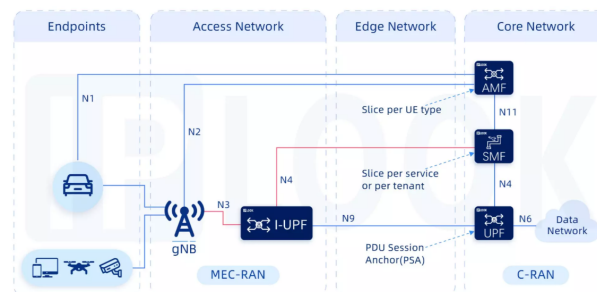 Endpoints
Access Network
Edge Network
Core Network
N1
N2
AMF
Slice per UE type
N11
SMF
N4
Slice per service
or per tenant
N4
N3
gNB
I-UPF
N9
UPF
N6
Data
Network
PDU Session
Anchor(PSA)
MEC-RAN
C-RAN
IPLOOK